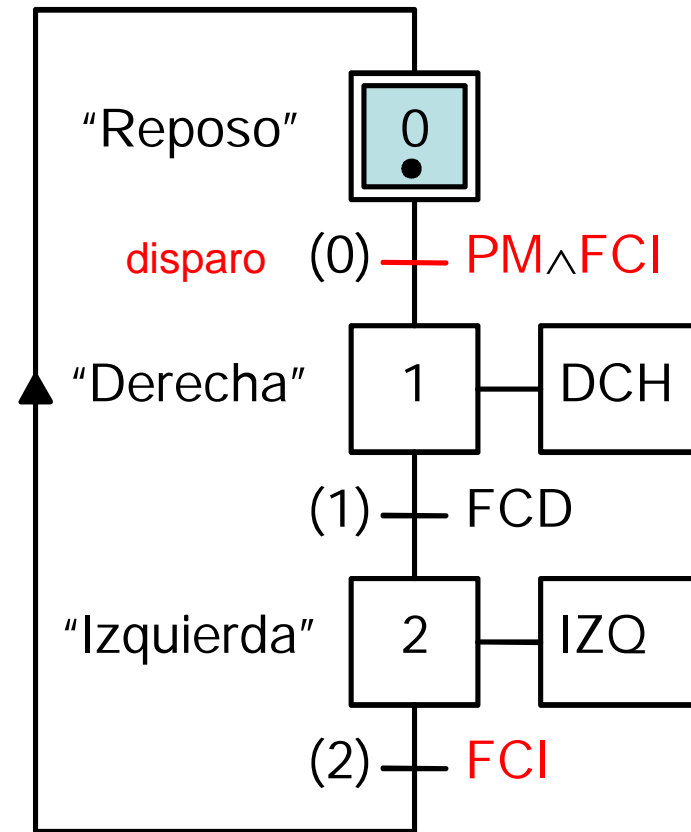 “Reposo” 0
disparo (0) PM∧FCI
“Derecha” 1 DCH
(1) FCD
“Izquierda” 2 IZQ
(2) FCI